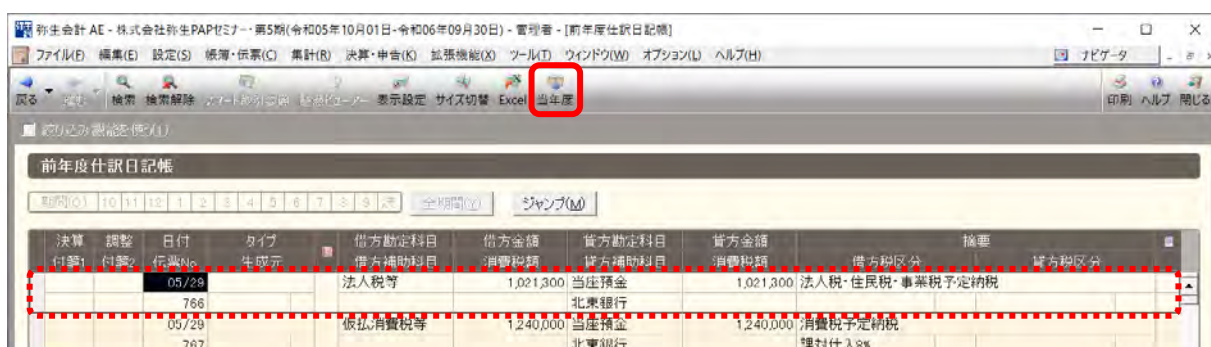 弥生会計 AE - 株式会社弥生PAPセミナー・第5期(令和05年10月01日-令和06年09月30日) - 管理者 - [前年度仕訳日記帳]
ファイル(F) 編集(E) 設定(S) 帳簿・伝票(C) 集計(R) 決算・申告(K) 拡張機能(X) ツール(T) ウィンドウ(W) オプション(L) ヘルプ(H) ナビゲータ
戻る 検索 検索解除 表示設定 サイズ切替 Excel 当年度 印刷 ヘルプ 閉じる
絞り込み機能を使う(J)
前年度仕訳日記帳
期間(Q) 10 11 12 1 2 3 4 5 6 7 8 9 決 全期間(Y) ジャンプ(M)
決算 調整 日付 タイプ 借方勘定科目 借方金額 貸方勘定科目 貸方金額 摘要
付箋1 付箋2 伝票No. 生成元 借方補助科目 消費税額 貸方補助科目 消費税額 借方税区分 貸方税区分
05/29 法人税等 1,021,300 当座預金 1,021,300 法人税・住民税・事業税予定納税
766 北東銀行
05/29 仮払消費税等 1,240,000 当座預金 1,240,000 消費税予定納税
767 北東銀行 課対仕入8%